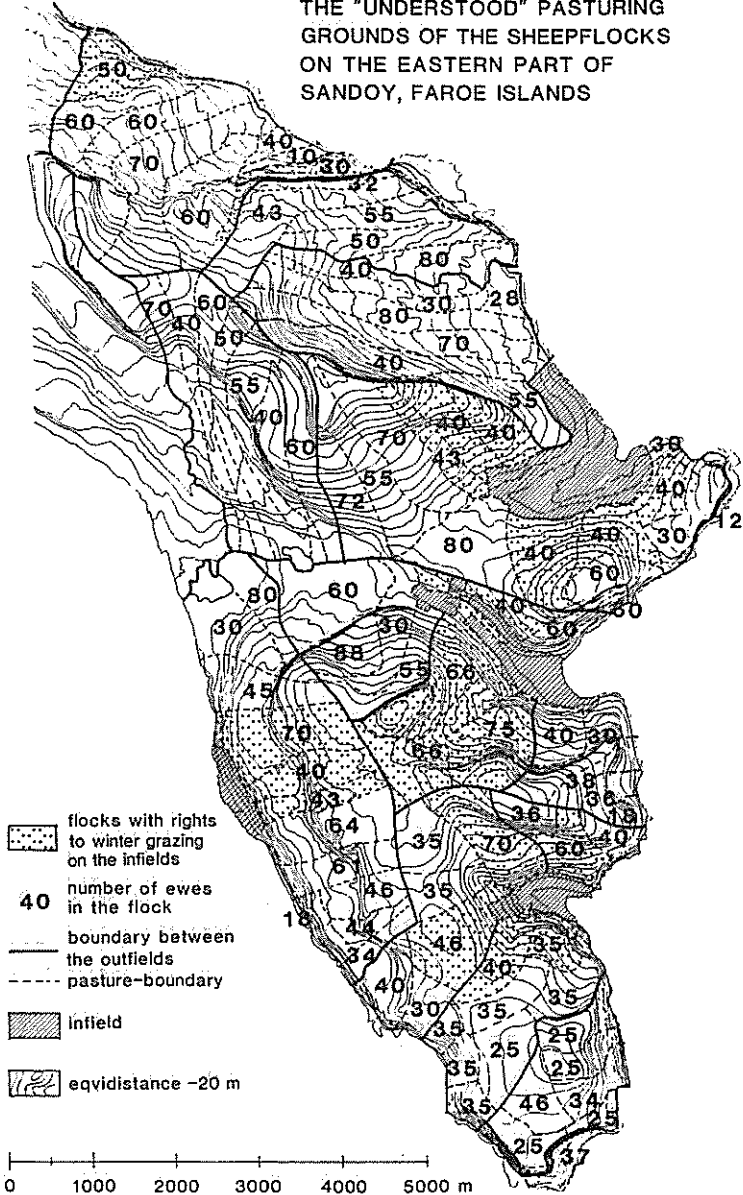 THE "UNDERSTOOD" PASTURING
GROUNDS OF THE SHEEPFLOCKS
ON THE EASTERN PART OF
SANDOY, FAROE ISLANDS
50
60 60
70
40
10
30
32
60 43 55
50
40 80
70 60
40
50
80 30 28
70
40
55
55
40
60
70 40 40
43
55
72
30
40
12
30
80 40 40
60
80 60
40 60
60
30
30
88
55 66
45
70
66 75 40 30
40
43
64
38
36 36
18
35 70 60 40
46 35
18
44
34
46 35
40
40
35
30
35 35
25
25
35 25
35 46 34
25
25 37
flocks with rights
to winter grazing
on the infields
40 number of ewes
in the flock
boundary between
the outfields
pasture-boundary
infield
eqvidistance -20 m
0 1000 2000 3000 4000 5000 m